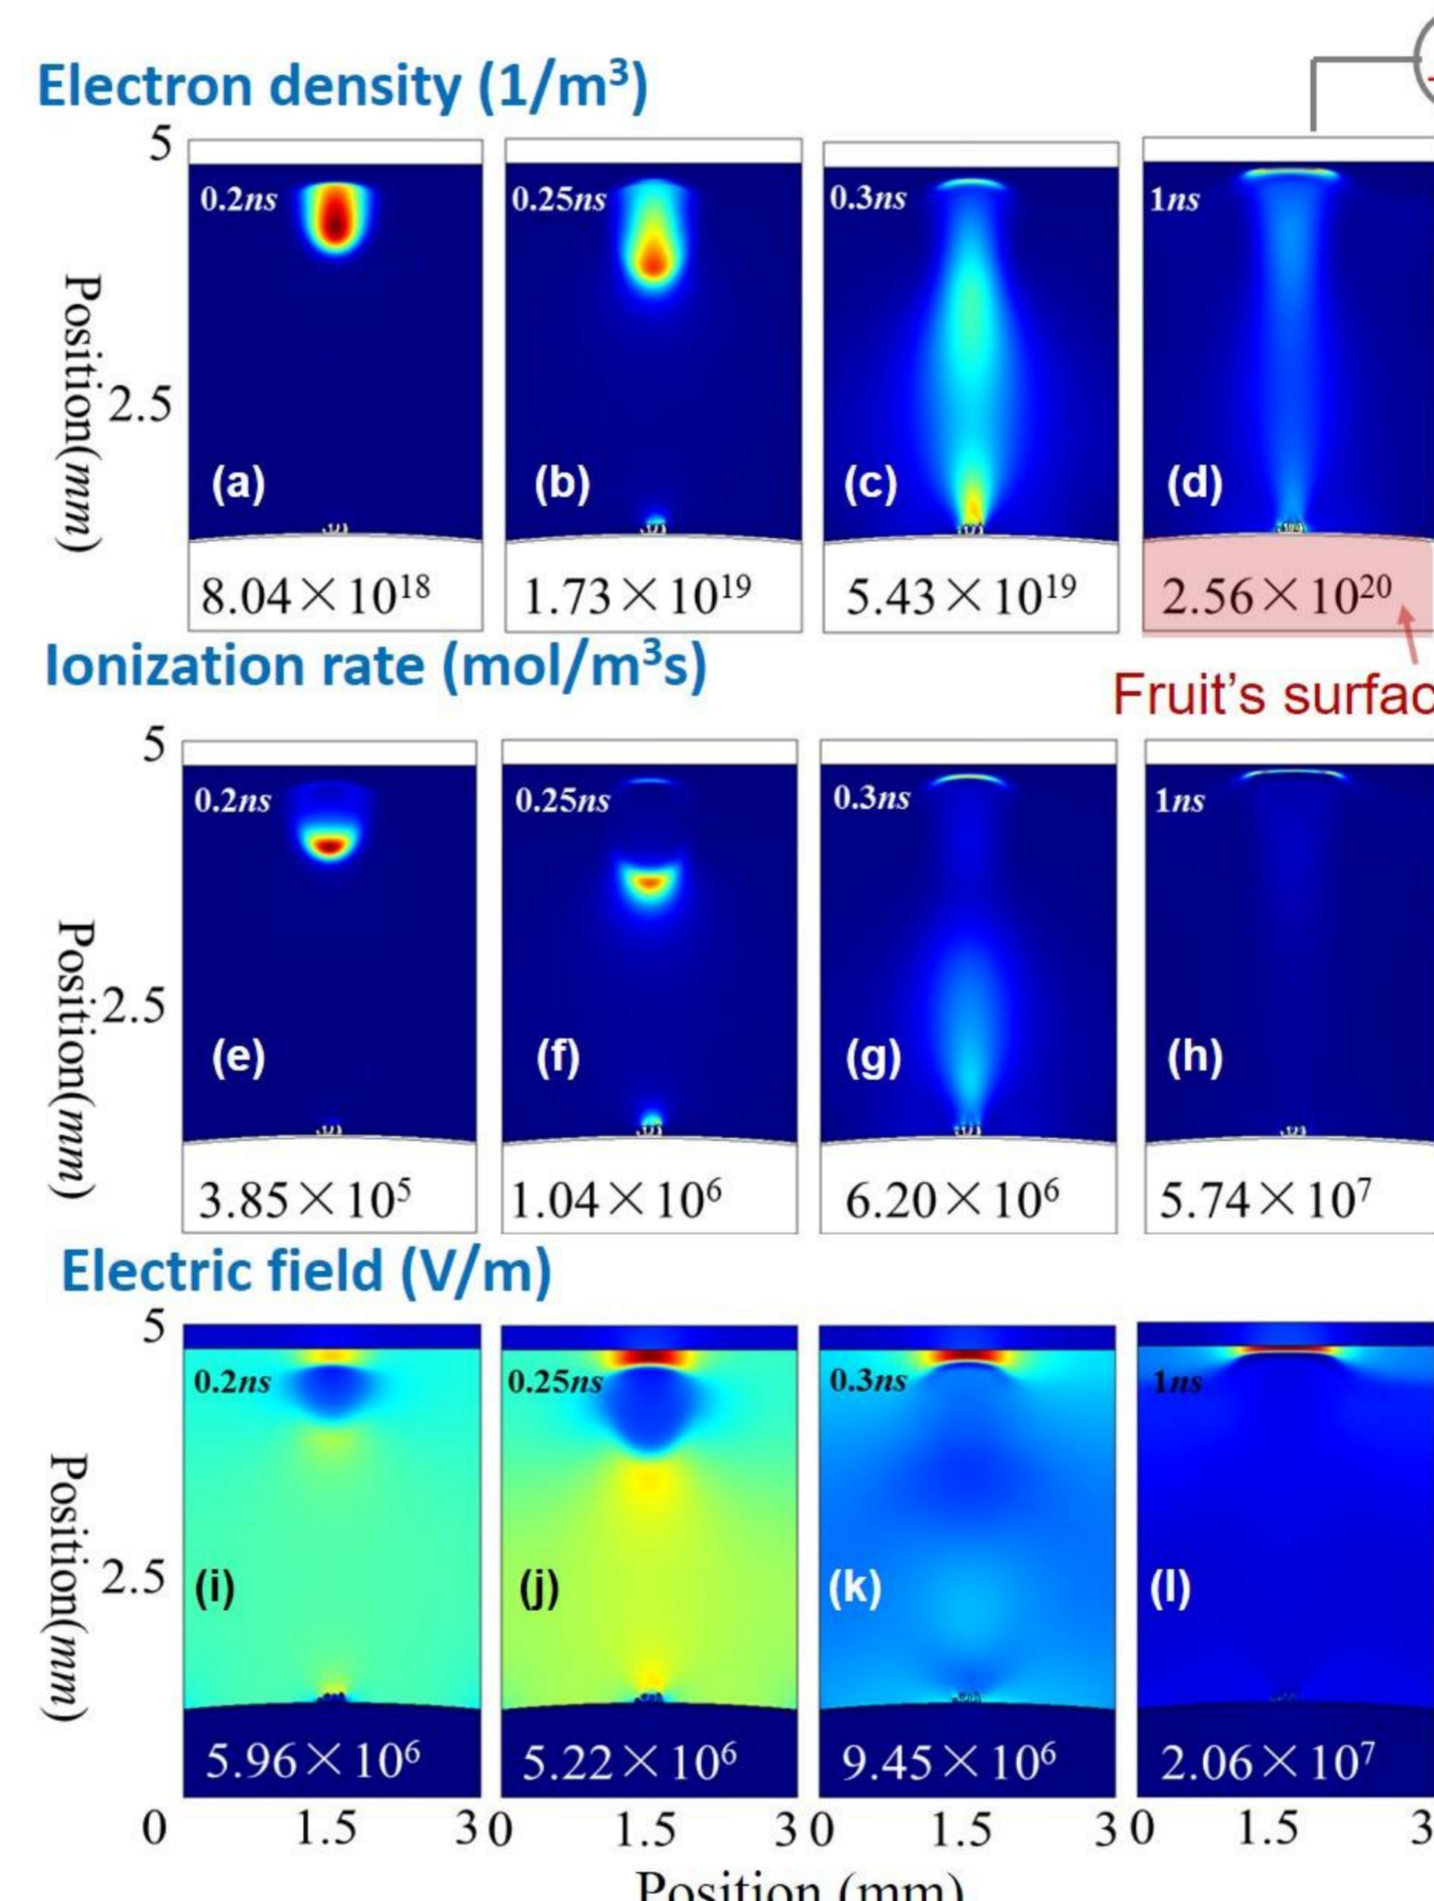 Electron density (1/m³)
5
0.2ns
0.25ns
0.3ns
1ns
Position(mm)
2.5
(a)
(b)
(c)
(d)
8.04×10¹⁸
1.73×10¹⁹
5.43×10¹⁹
2.56×10²⁰
Ionization rate (mol/m³s)
Fruit's surfac
5
0.2ns
0.25ns
0.3ns
1ns
Position(mm)
2.5
(e)
(f)
(g)
(h)
3.85×10⁵
1.04×10⁶
6.20×10⁶
5.74×10⁷
Electric field (V/m)
5
0.2ns
0.25ns
0.3ns
1ns
Position(mm)
2.5
(i)
(j)
(k)
(l)
5.96×10⁶
5.22×10⁶
9.45×10⁶
2.06×10⁷
0 1.5 3 0 1.5 3 0 1.5 3 0 1.5 3
Position (mm)